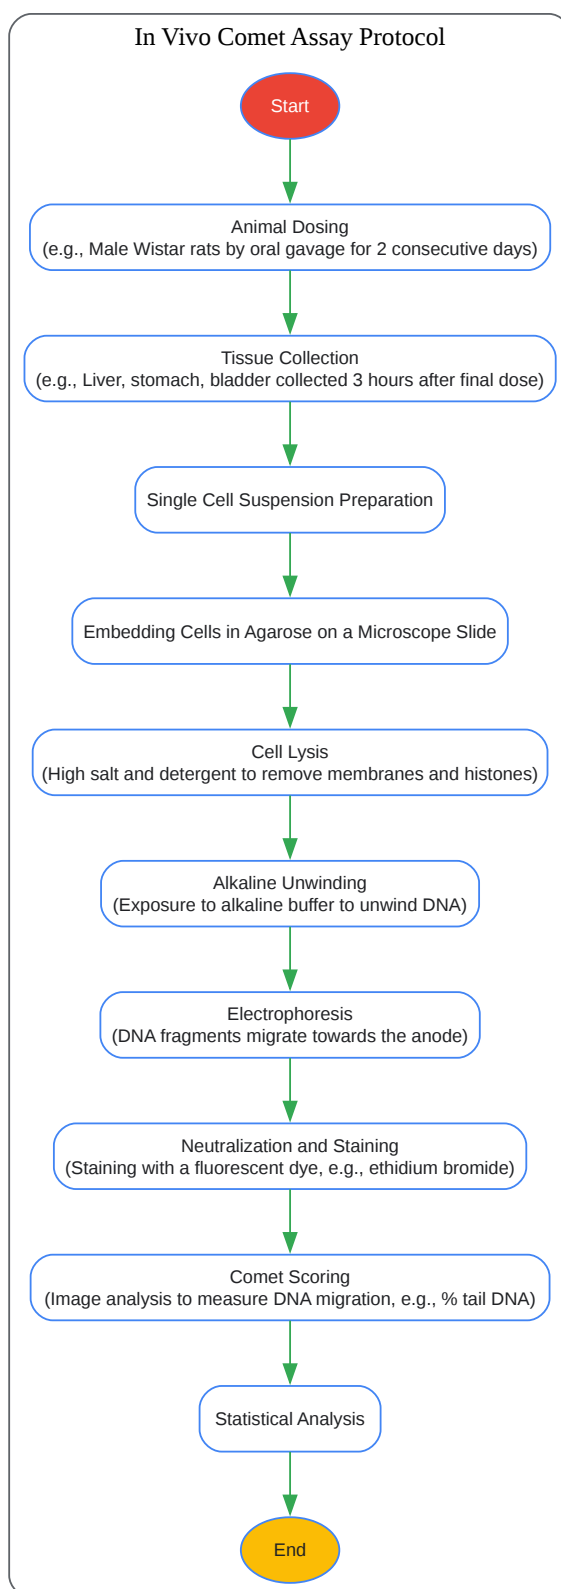 In Vivo Comet Assay Protocol
Start
Animal Dosing
(e.g., Male Wistar rats by oral gavage for 2 consecutive days)
Tissue Collection
(e.g., Liver, stomach, bladder collected 3 hours after final dose)
Single Cell Suspension Preparation
Embedding Cells in Agarose on a Microscope Slide
Cell Lysis
(High salt and detergent to remove membranes and histones)
Alkaline Unwinding
(Exposure to alkaline buffer to unwind DNA)
Electrophoresis
(DNA fragments migrate towards the anode)
Neutralization and Staining
(Staining with a fluorescent dye, e.g., ethidium bromide)
Comet Scoring
(Image analysis to measure DNA migration, e.g., % tail DNA)
Statistical Analysis
End